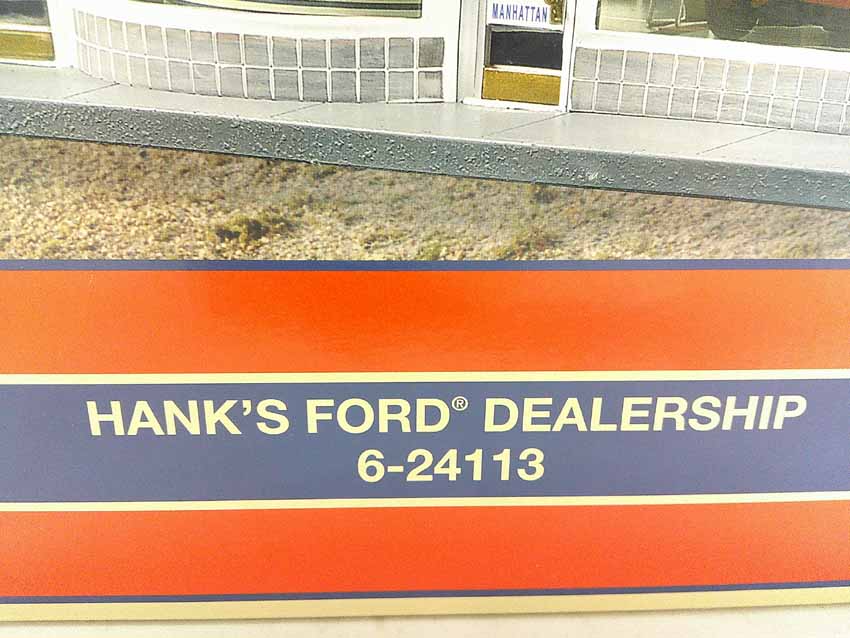 MANHATTAN
HANK'S FORD® DEALERSHIP
6-24113